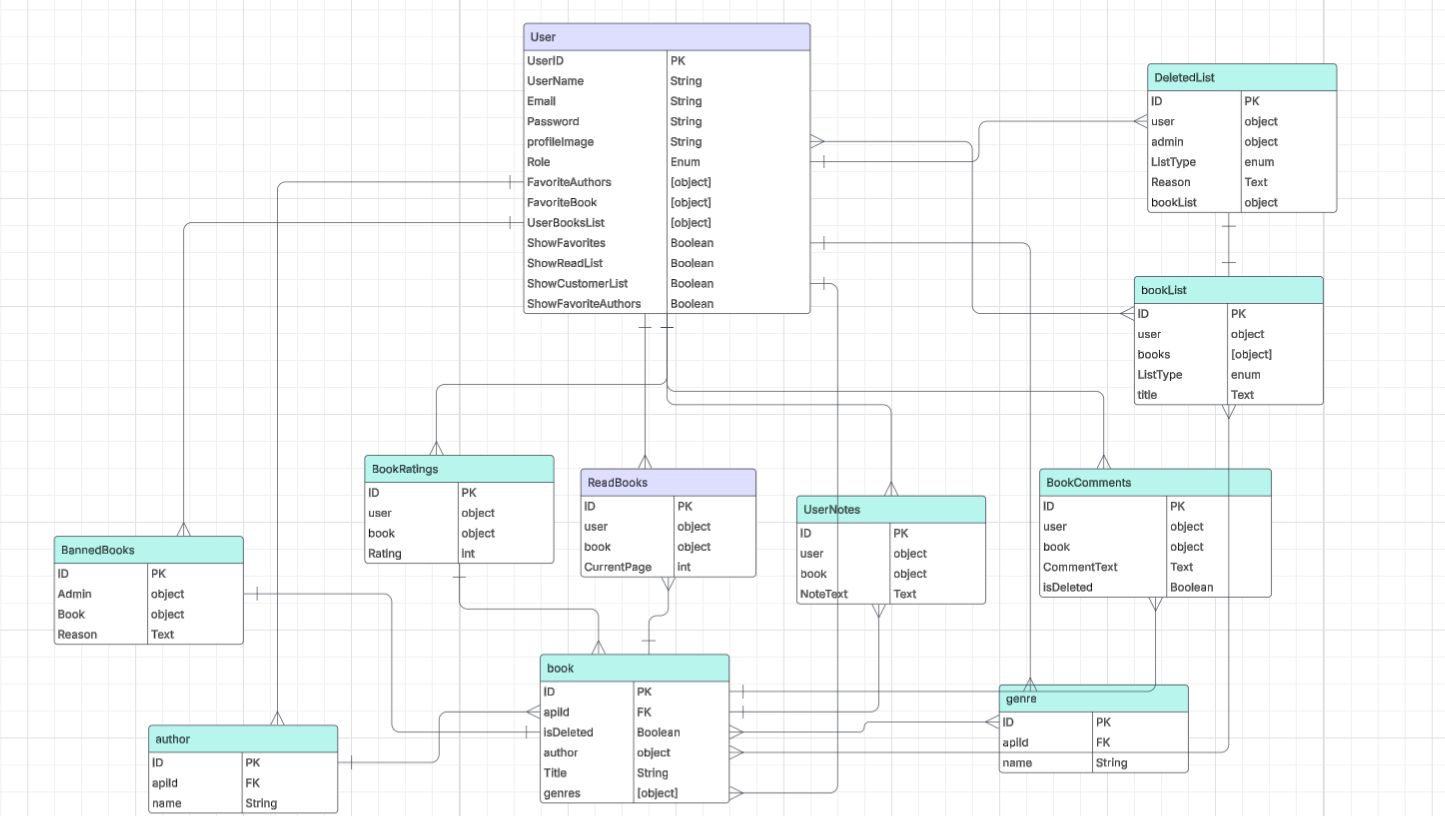 User
UserID PK
UserName String
Email String
Password String
profileImage String
Role Enum
FavoriteAuthors [object]
FavoriteBook [object]
UserBooksList [object]
ShowFavorites Boolean
ShowReadList Boolean
ShowCustomerList Boolean
ShowFavoriteAuthors Boolean
DeletedList
ID PK
user object
admin object
ListType enum
Reason Text
bookList object
bookList
ID PK
user object
books [object]
ListType enum
title Text
BookRatings
ID PK
user object
book object
Rating int
ReadBooks
ID PK
user object
book object
CurrentPage int
UserNotes
ID PK
user object
book object
NoteText Text
BookComments
ID PK
user object
book object
CommentText Text
isDeleted Boolean
BannedBooks
ID PK
Admin object
Book object
Reason Text
book
ID PK
apiId FK
isDeleted Boolean
author object
Title String
genres [object]
genre
ID PK
apiId FK
name String
author
ID PK
apiId FK
name String